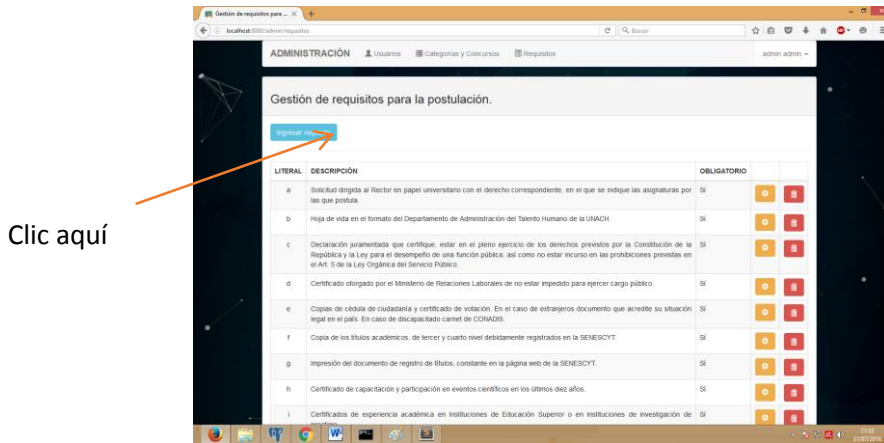 Gestión de requisitos para ...
localhost:8000/admin/requisitos
Buscar
ADMINISTRACIÓN Usuarios Categorías y Concursos Requisitos admin admin
Gestión de requisitos para la postulación.
Ingresar requisito
LITERAL DESCRIPCIÓN OBLIGATORIO
a Solicitud dirigida al Rector en papel universitario con el derecho correspondiente, en el que se indique las asignaturas por Sí
las que postula.
b Hoja de vida en el formato del Departamento de Administración del Talento Humano de la UNACH. Sí
c Declaración juramentada que certifique, estar en el pleno ejercicio de los derechos previstos por la Constitución de la Sí
República y la Ley para el desempeño de una función pública, así como no estar incurso en las prohibiciones previstas en
el Art. 5 de la Ley Orgánica del Servicio Público.
d Certificado otorgado por el Ministerio de Relaciones Laborales de no estar impedido para ejercer cargo público. Sí
e Copias de cédula de ciudadanía y certificado de votación. En el caso de extranjeros documento que acredite su situación Sí
legal en el país. En caso de discapacitado carnet de CONADIS.
f Copia de los títulos académicos, de tercer y cuarto nivel debidamente registrados en la SENESCYT. Sí
g Impresión del documento de registro de títulos, constante en la página web de la SENESCYT. Sí
h Certificado de capacitación y participación en eventos científicos en los últimos diez años. Sí
i Certificados de experiencia académica en Instituciones de Educación Superior o en instituciones de investigación de Sí
Clic aquí
21:33
31/07/2016